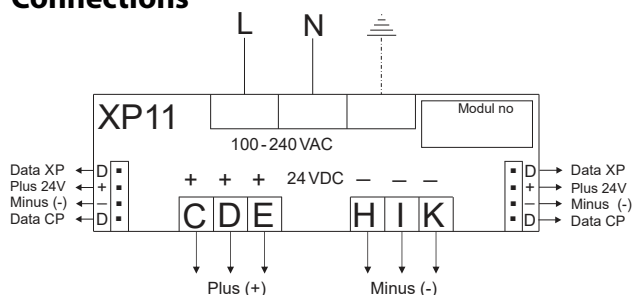 Connections
L N
XP11
Modul no
100-240 VAC
Data XP D
Plus 24V +
Minus (-) –
Data CP D
+ + + 24 VDC – – –
C D E H I K
D Data XP
+ Plus 24V
– Minus (-)
D Data CP
Plus (+) Minus (-)